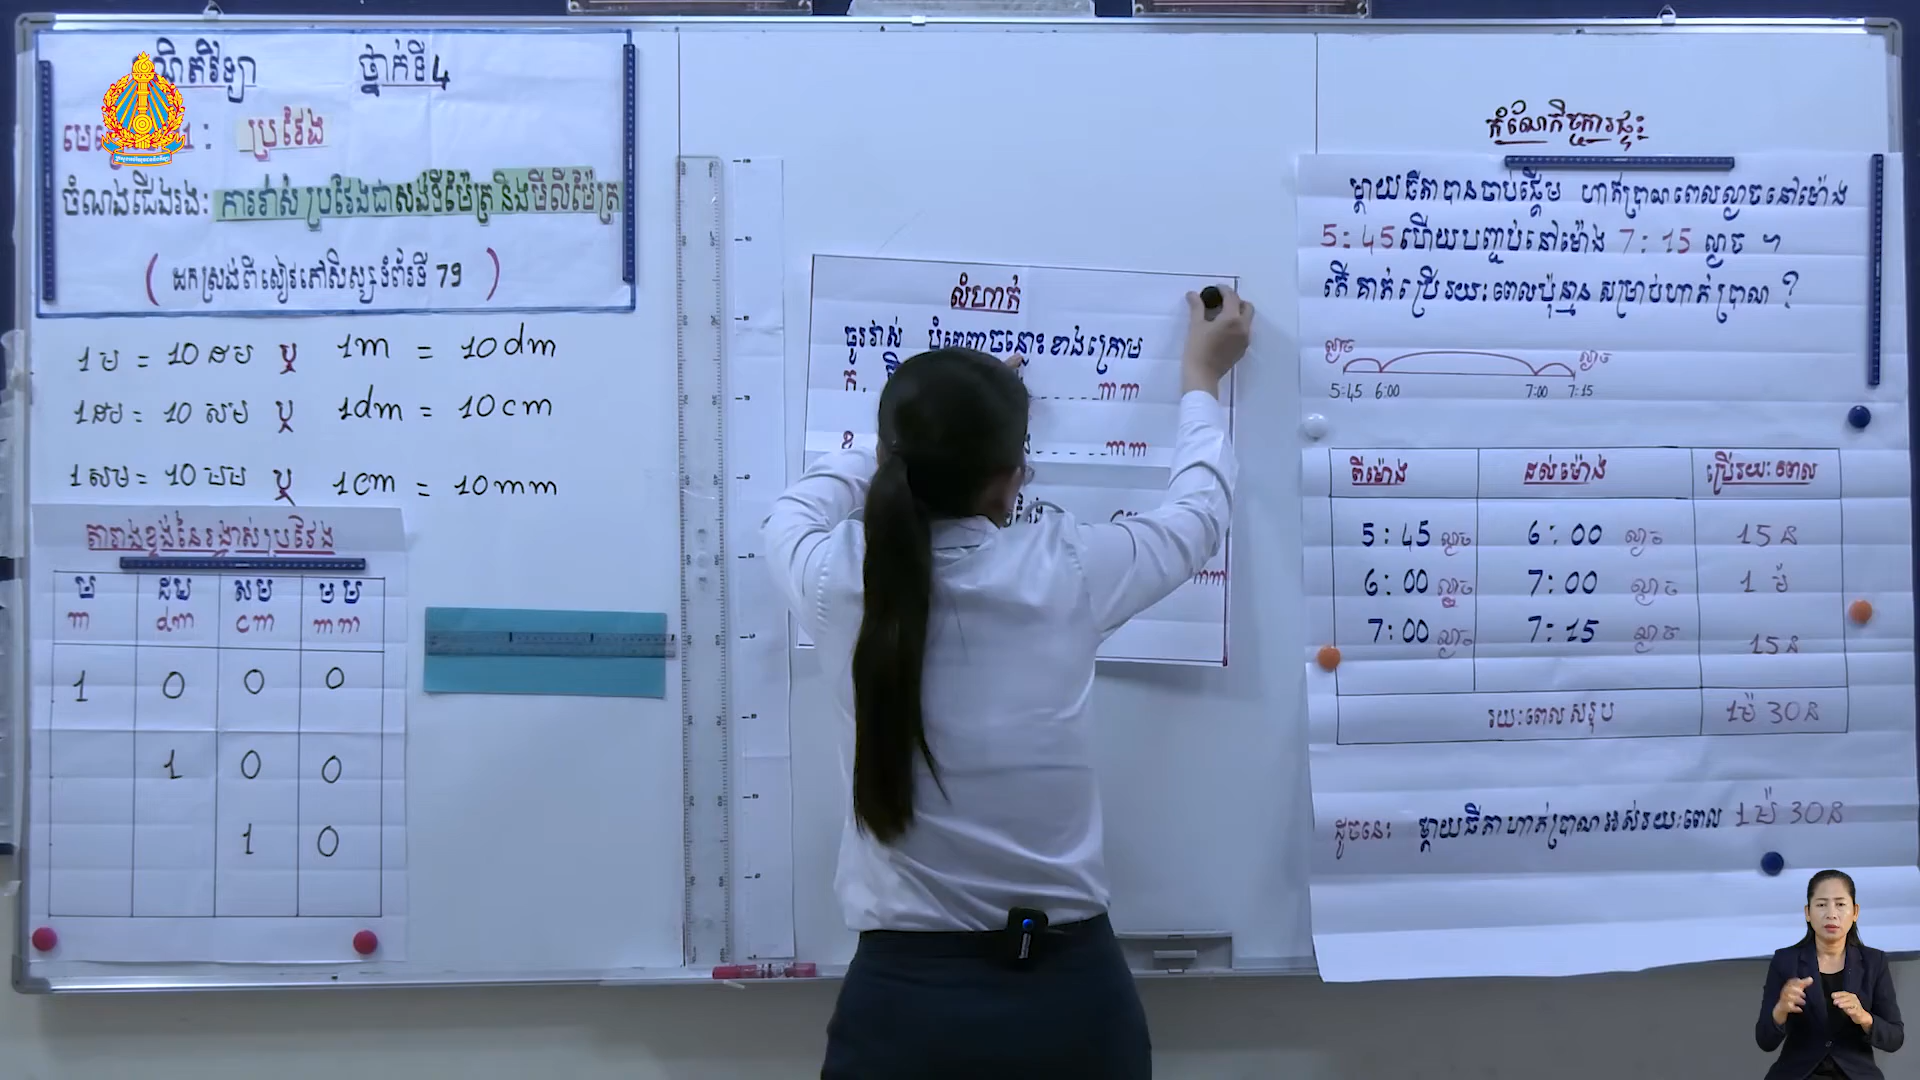 គណិតវិទ្យា ថ្នាក់ទី4
1: ប្រវែង
ចំណងជើងរង: ការវាស់ប្រវែងជាសង់ទីម៉ែត្រ និងមីលីម៉ែត្រ
( ដកស្រង់ពីសៀវភៅសិស្សទំព័រទី 79 )
1ម = 10ដម ឬ 1m = 10dm
1ដម = 10 សម ឬ 1dm = 10cm
1សម = 10 មម ឬ 1cm = 10mm
តារាងខ្ទង់នៃរង្វាស់ប្រវែង
ម ដម សម មម
m dm cm mm
1 0 0 0
1 0 0
1 0
លំហាត់
ចូរវាស់ បំពេញចន្លោះខាងក្រោម
ក. mm
ខ mm
cm
mm
កំណែកិច្ចការផ្ទះ
ម្តាយធីតាបានចាប់ផ្តើម ហាត់ប្រាណពេលល្ងាចនៅម៉ោង
5:45 ហើយបញ្ចប់នៅម៉ោង 7:15 ល្ងាច ។
តើគាត់ប្រើរយៈពេលប៉ុន្មាន សម្រាប់ហាត់ប្រាណ ?
ល្ងាច ល្ងាច
5:45 6:00 7:00 7:15
ពីម៉ោង ដល់ម៉ោង ប្រើរយៈពេល
5:45 ល្ងាច 6:00 ល្ងាច 15 ន
6:00 ល្ងាច 7:00 ល្ងាច 1 ម៉
7:00 ល្ងាច 7:15 ល្ងាច 15 ន
រយៈពេលសរុប 1ម៉ 30ន
ដូចនេះ ម្តាយធីតាហាត់ប្រាណអស់រយៈពេល 1ម៉ 30ន